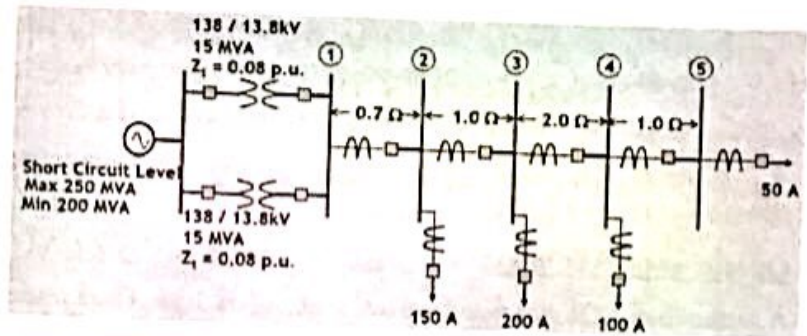 138 / 13.8kV
15 MVA
Z₁ = 0.08 p.u.
① ② ③ ④ ⑤
0.7 Ω 1.0 Ω 2.0 Ω 1.0 Ω
Short Circuit Level
Max 250 MVA
Min 200 MVA
50 A
138 / 13.8kV
15 MVA
Z₁ = 0.08 p.u.
150 A 200 A 100 A